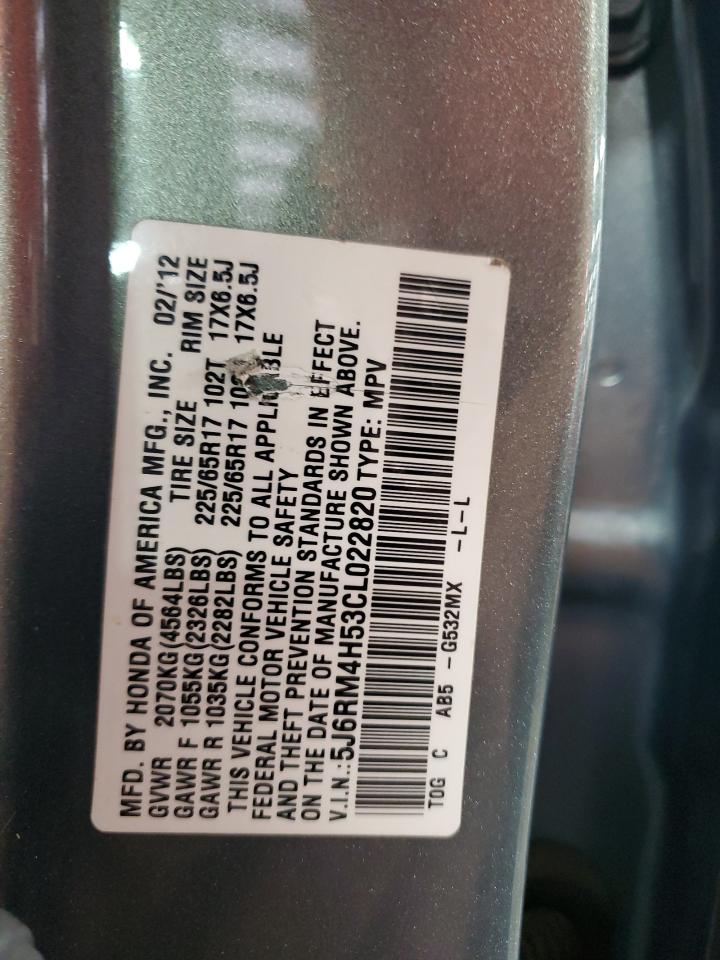 MFD. BY HONDA OF AMERICA MFG., INC. 02/'12
GVWR 2070KG(4564LBS) TIRE SIZE RIM SIZE
GAWR F 1055KG(2326LBS) 225/65R17 102T 17X6.5J
GAWR R 1035KG(2282LBS) 225/65R17 17X6.5J
THIS VEHICLE CONFORMS TO ALL
FEDERAL MOTOR VEHICLE SAFETY
AND THEFT PREVENTION STANDARDS IN EFFECT
ON THE DATE OF MANUFACTURE SHOWN ABOVE.
V.I.N.:5J6RM4H53CL022820 TYPE: MPV
TOG C AB5 -G532MX -L-L